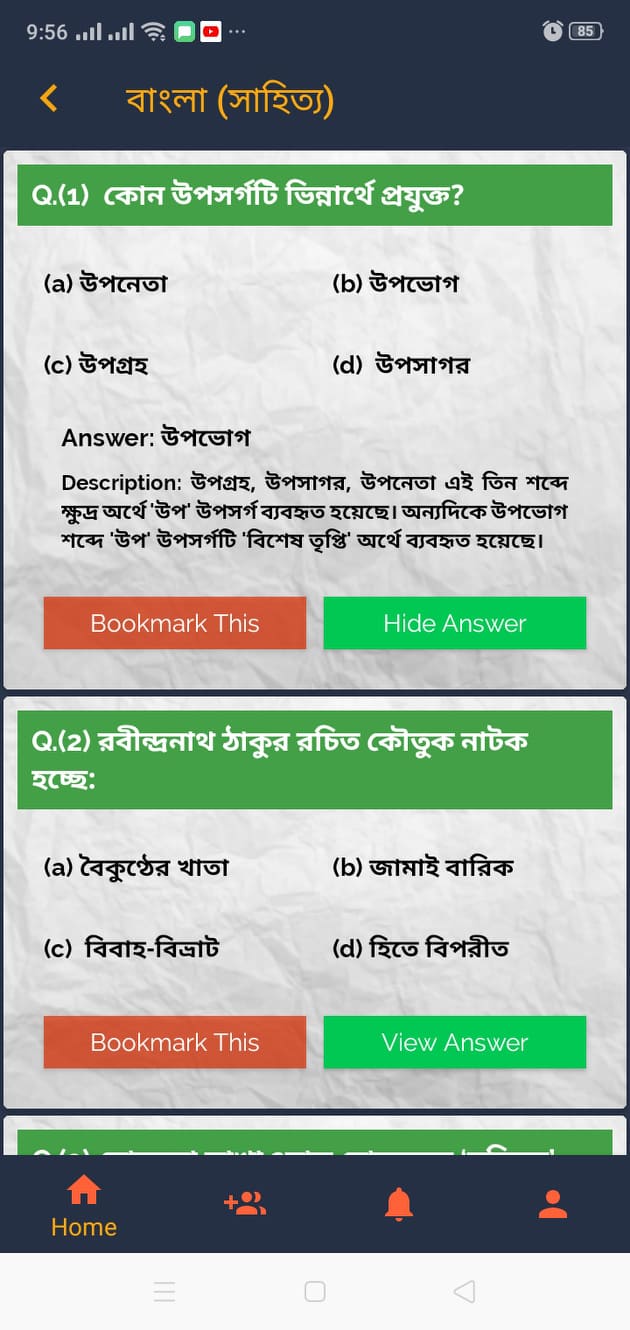 9:56
85
বাংলা (সাহিত্য)
Q.(1) কোন উপসর্গটি ভিন্নার্থে প্রযুক্ত?
(a) উপনেতা
(b) উপভোগ
(c) উপগ্রহ
(d) উপসাগর
Answer: উপভোগ
Description: উপগ্রহ, উপসাগর, উপনেতা এই তিন শব্দে
ক্ষুদ্র অর্থে 'উপ' উপসর্গ ব্যবহৃত হয়েছে। অন্যদিকে উপভোগ
শব্দে 'উপ' উপসর্গটি 'বিশেষ তৃপ্তি' অর্থে ব্যবহৃত হয়েছে।
Bookmark This
Hide Answer
Q.(2) রবীন্দ্রনাথ ঠাকুর রচিত কৌতুক নাটক
হচ্ছে:
(a) বৈকুণ্ঠের খাতা
(b) জামাই বারিক
(c) বিবাহ-বিভ্রাট
(d) হিতে বিপরীত
Bookmark This
View Answer
Home